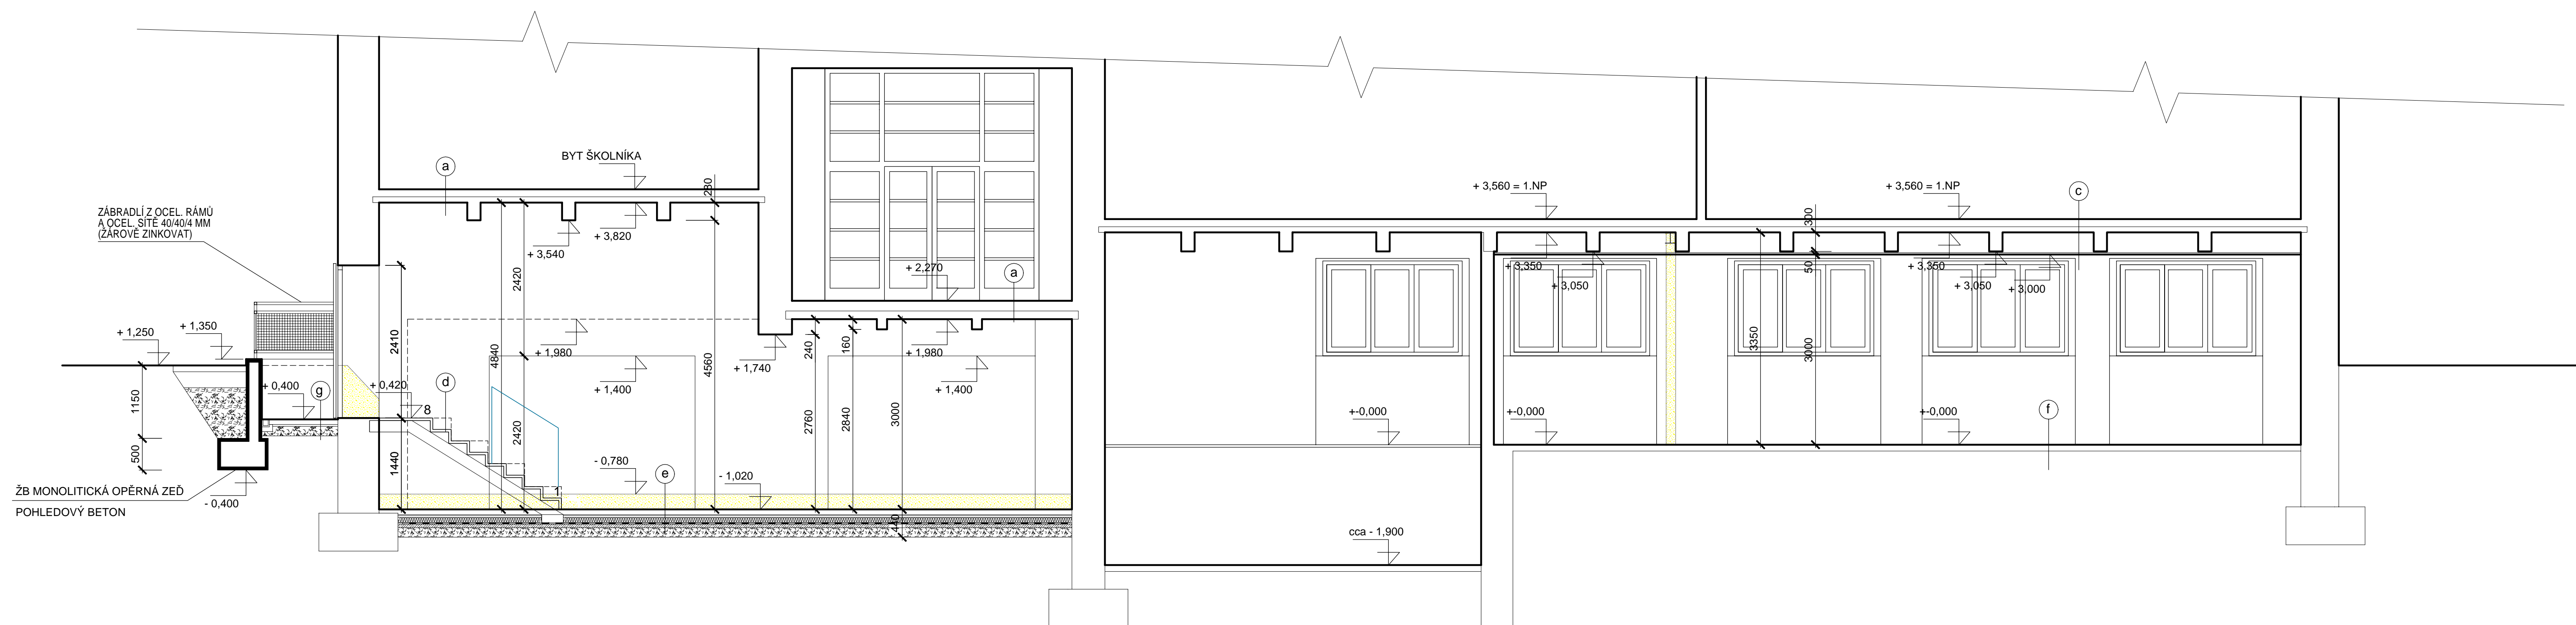 BYT ŠKOLNÍKA
a
280
+ 3,560 = 1.NP
+ 3,560 = 1.NP
c
ZÁBRADLÍ Z OCEL. RÁMŮ
A OCEL. SÍTĚ 40/40/4 MM
(ŽÁROVĚ ZINKOVAT)
300
+ 3,820
+ 3,540
2420
+ 2,270
a
+ 3,350
50
+ 3,350
+ 3,050
+ 3,050
+ 3,000
+ 1,250
+ 1,350
2410
4840
+ 1,980
4560
+ 1,740
240
160
+ 1,980
3350
3000
+ 0,400
g
+ 0,420
d
+ 1,400
+ 1,400
1150
8
2760
2840
3000
+-0,000
+-0,000
+-0,000
f
500
1440
2420
- 0,780
e
- 1,020
1
ŽB MONOLITICKÁ OPĚRNÁ ZEĎ
POHLEDOVÝ BETON
- 0,400
440
cca - 1,900